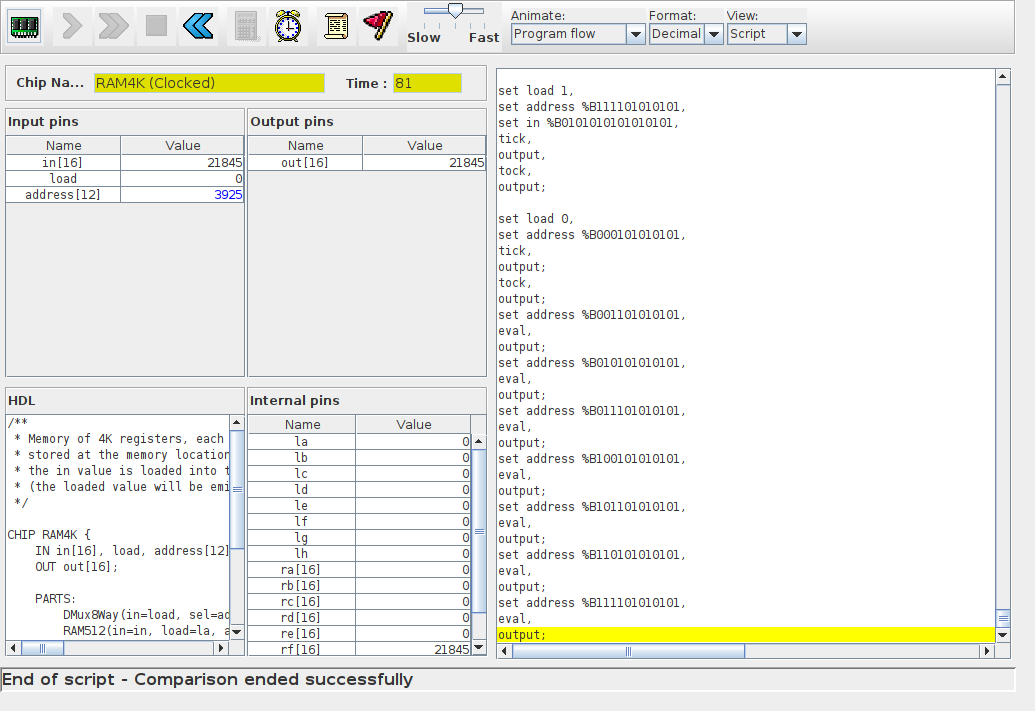 Slow Fast
Animate:
Program flow
Format:
Decimal
View:
Script
Chip Na... RAM4K (Clocked) Time : 81
Input pins
Name Value
in[16] 21845
load 0
address[12] 3925
Output pins
Name Value
out[16] 21845
HDL
/**
* Memory of 4K registers, each
* stored at the memory location
* the in value is loaded into t
* (the loaded value will be emi
*/
CHIP RAM4K {
IN in[16], load, address[12]
OUT out[16];
PARTS:
DMux8Way(in=load, sel=ad
RAM512(in=in, load=la, a
Internal pins
Name Value
la 0
lb 0
lc 0
ld 0
le 0
lf 0
lg 0
lh 0
ra[16] 0
rb[16] 0
rc[16] 0
rd[16] 0
re[16] 0
rf[16] 21845
set load 1,
set address %B111101010101,
set in %B0101010101010101,
tick,
output,
tock,
output;
set load 0,
set address %B000101010101,
tick,
output;
tock,
output;
set address %B001101010101,
eval,
output;
set address %B010101010101,
eval,
output;
set address %B011101010101,
eval,
output;
set address %B100101010101,
eval,
output;
set address %B101101010101,
eval,
output;
set address %B110101010101,
eval,
output;
set address %B111101010101,
eval,
output;
End of script - Comparison ended successfully